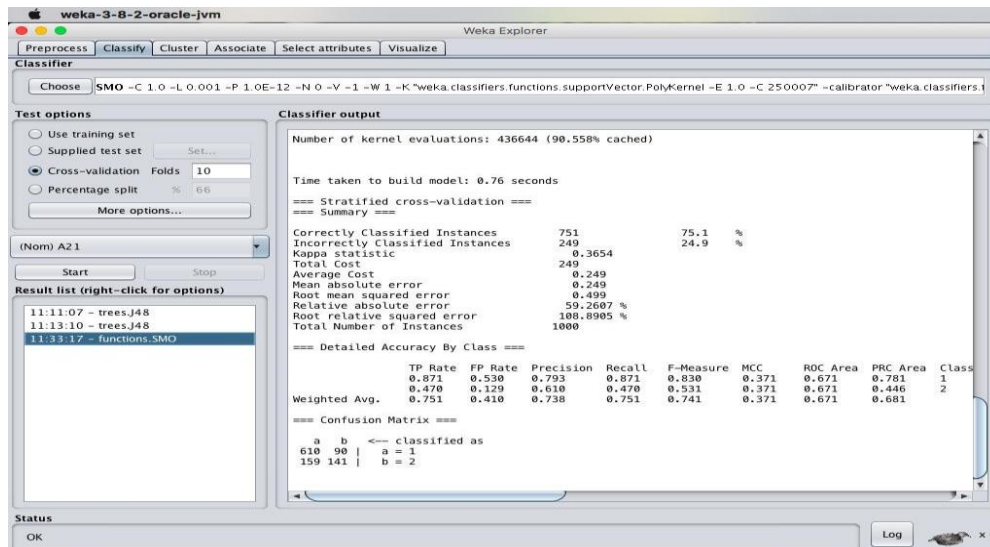 weka-3-8-2-oracle-jvm
Weka Explorer
Preprocess Classify Cluster Associate Select attributes Visualize
Classifier
Choose SMO -C 1.0 -L 0.001 -P 1.0E-12 -N 0 -V -1 -W 1 -K "weka.classifiers.functions.supportVector.PolyKernel -E 1.0 -C 250007" -calibrator "weka.classifiers.
Test options
Use training set
Supplied test set Set...
Cross-validation Folds 10
Percentage split % 66
More options...
(Nom) A21
Start Stop
Result list (right-click for options)
11:11:07 - trees.J48
11:13:10 - trees.J48
11:33:17 - functions.SMO
Classifier output
Number of kernel evaluations: 436644 (90.558% cached)
Time taken to build model: 0.76 seconds
=== Stratified cross-validation ===
=== Summary ===
Correctly Classified Instances 751 75.1 %
Incorrectly Classified Instances 249 24.9 %
Kappa statistic 0.3654
Total Cost 249
Average Cost 0.249
Mean absolute error 0.249
Root mean squared error 0.499
Relative absolute error 59.2607 %
Root relative squared error 108.8905 %
Total Number of Instances 1000
=== Detailed Accuracy By Class ===
TP Rate FP Rate Precision Recall F-Measure MCC ROC Area PRC Area Class
0.871 0.530 0.793 0.871 0.830 0.371 0.671 0.781 1
0.470 0.129 0.610 0.470 0.531 0.371 0.671 0.446 2
Weighted Avg. 0.751 0.410 0.738 0.751 0.741 0.371 0.671 0.681
=== Confusion Matrix ===
a b <-- classified as
610 90 | a = 1
159 141 | b = 2
Status
OK
Log
x 0